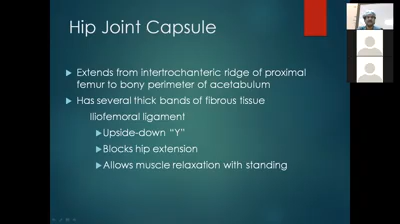 Hip Joint Capsule
Extends from intertrochanteric ridge of proximal
femur to bony perimeter of acetabulum
Has several thick bands of fibrous tissue
Iliofemoral ligament
Upside-down “Y”
Blocks hip extension
Allows muscle relaxation with standing